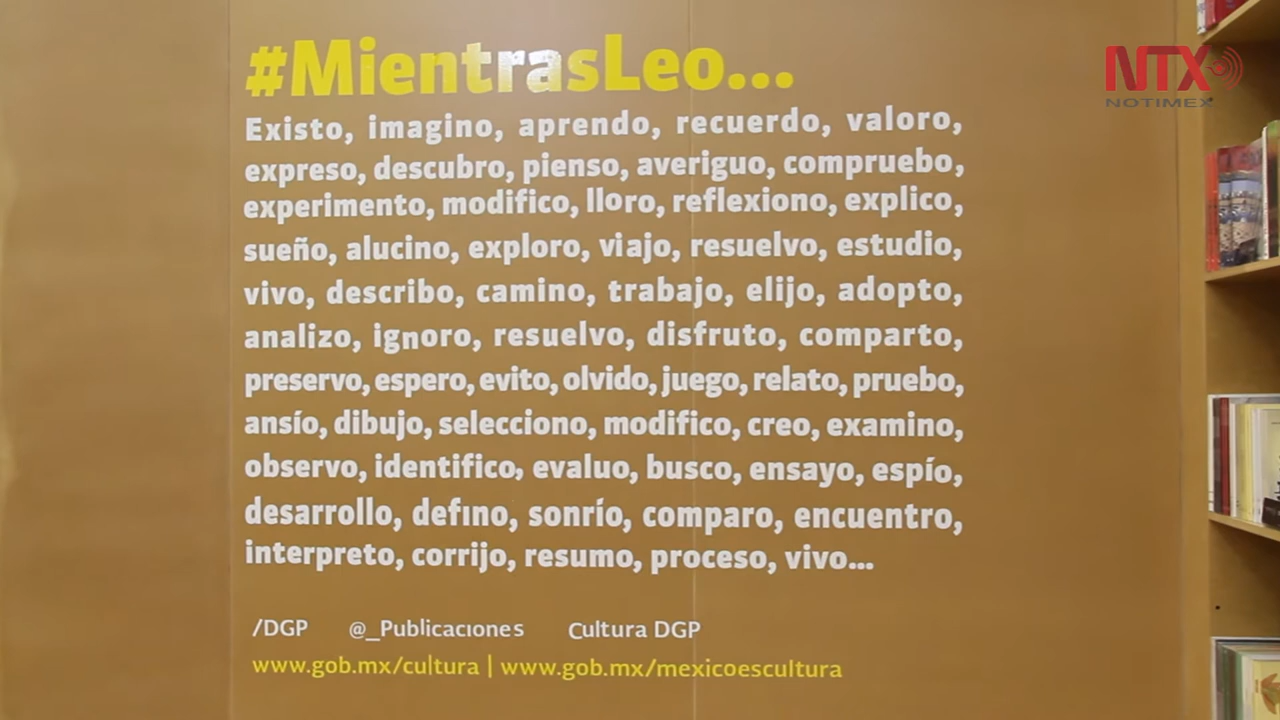 #MientrasLeo...
NTX
NOTIMEX
Existo, imagino, aprendo, recuerdo, valoro,
expreso, descubro, pienso, averiguo, compruebo,
experimento, modifico, lloro, reflexiono, explico,
sueño, alucino, exploro, viajo, resuelvo, estudio,
vivo, describo, camino, trabajo, elijo, adopto,
analizo, ignoro, resuelvo, disfruto, comparto,
preservo, espero, evito, olvido, juego, relato, pruebo,
ansío, dibujo, selecciono, modifico, creo, examino,
observo, identifico, evaluo, busco, ensayo, espío,
desarrollo, defino, sonrío, comparo, encuentro,
interpreto, corrijo, resumo, proceso, vivo...
/DGP @_Publicaciones Cultura DGP
www.gob.mx/cultura | www.gob.mx/mexicoescultura